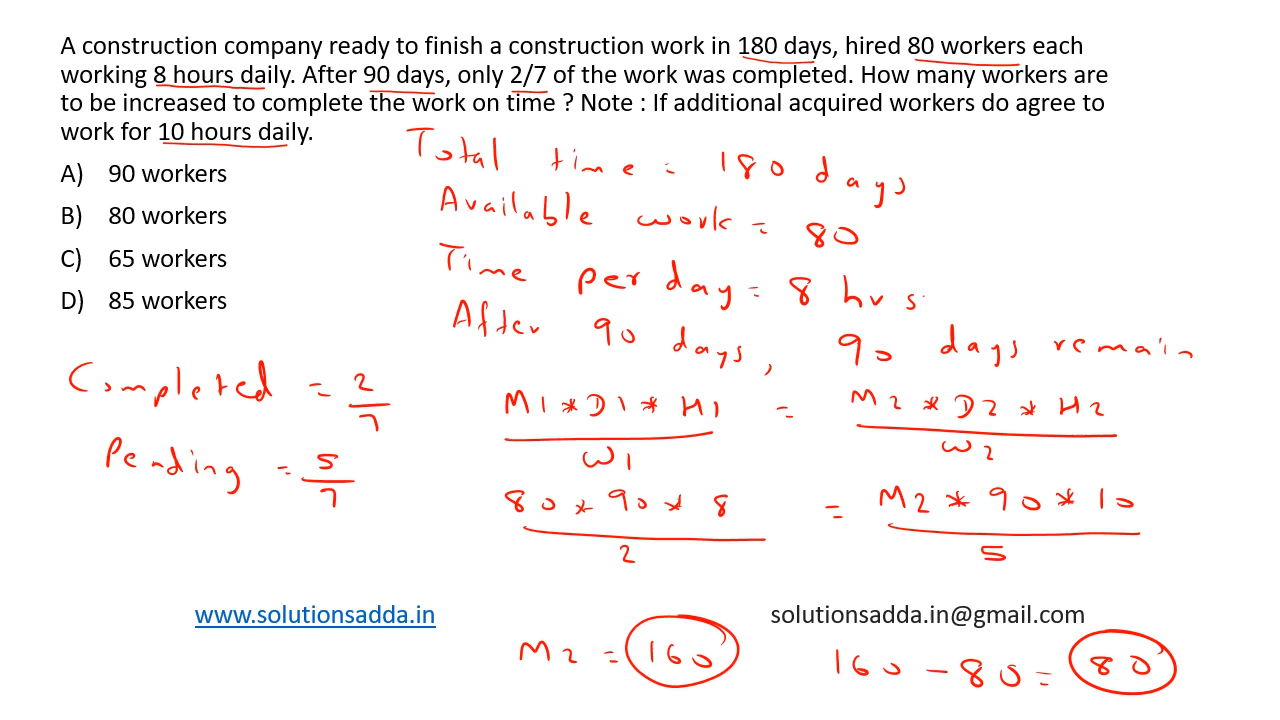 A construction company ready to finish a construction work in 180 days, hired 80 workers each
working 8 hours daily. After 90 days, only 2/7 of the work was completed. How many workers are
to be increased to complete the work on time ? Note : If additional acquired workers do agree to
work for 10 hours daily.
A) 90 workers
B) 80 workers
C) 65 workers
D) 85 workers
Total time = 180 days
Available work = 80
Time per day = 8 hrs
After 90 days, 90 days remain
Completed = 2/7
Pending = 5/7
M1*D1*H1 / W1 = M2*D2*H2 / W2
80*90*8 / 2 = M2*90*10 / 5
www.solutionsadda.in
solutionsadda.in@gmail.com
M2 = 160
160 - 80 = 80